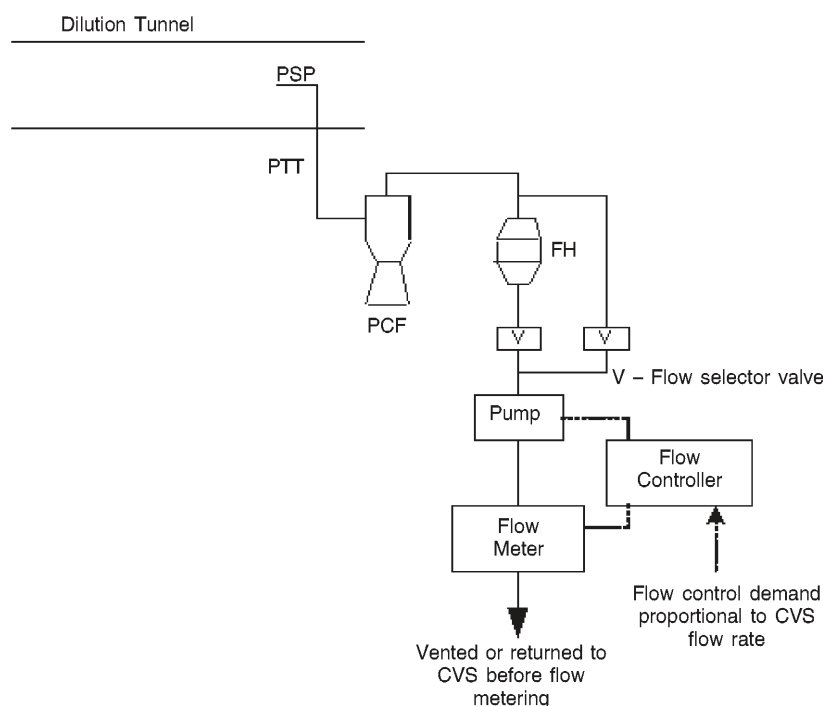 Dilution Tunnel
PSP
PTT
FH
PCF
V
V
V – Flow selector valve
Pump
Flow
Controller
Flow
Meter
Flow control demand
proportional to CVS
flow rate
Vented or returned to
CVS before flow
metering